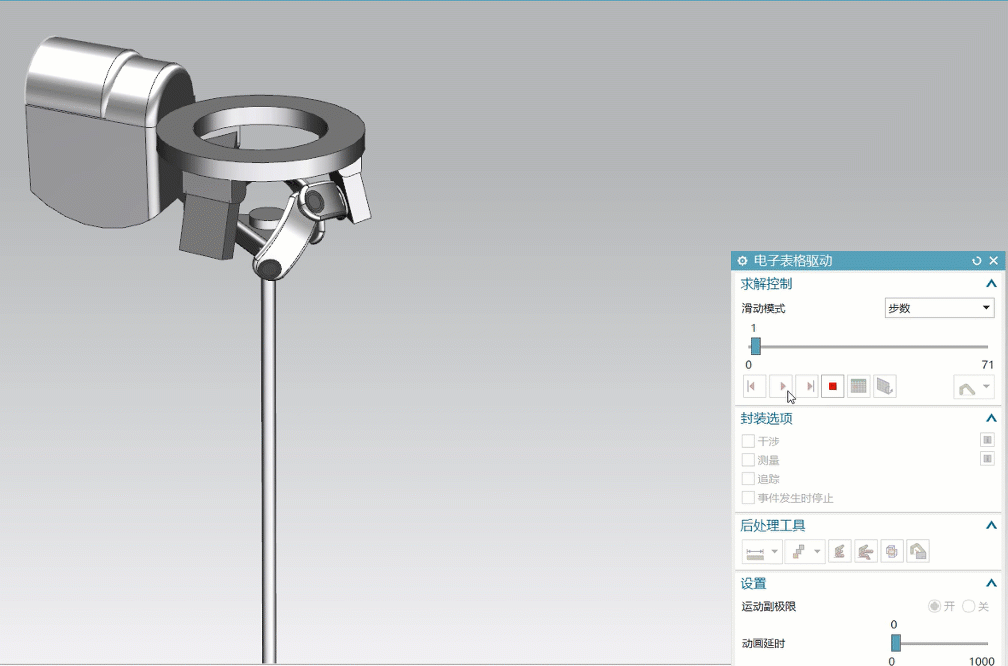 电子表格驱动
求解控制
滑动模式 步数
1
0 71
封装选项
干涉
测量
追踪
事件发生时停止
后处理工具
设置
运动副极限 开 关
0
动画延时
0 1000